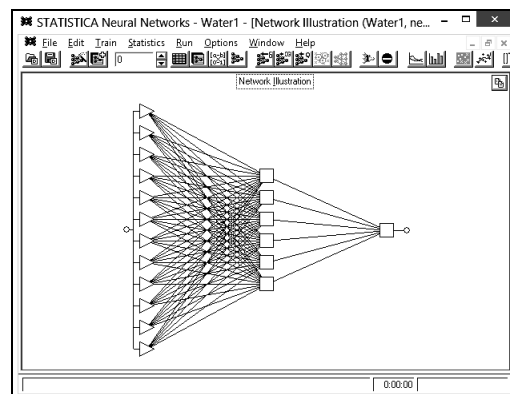 STATISTICA Neural Networks - Water1 - [Network Illustration (Water1, ne...
File Edit Train Statistics Run Options Window Help
0
Network Illustration
0:00:00